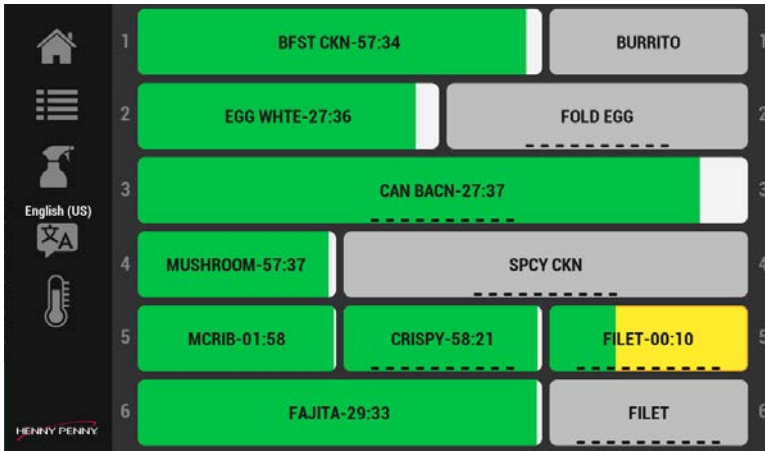 1 BFST CKN-57:34 BURRITO 1
2 EGG WHTE-27:36 FOLD EGG 2
3 CAN BACN-27:37 3
English (US)
文A
4 MUSHROOM-57:37 SPCY CKN 4
5 MCRIB-01:58 CRISPY-58:21 FILET-00:10 5
6 FAJITA-29:33 FILET 6
HENNY PENNY